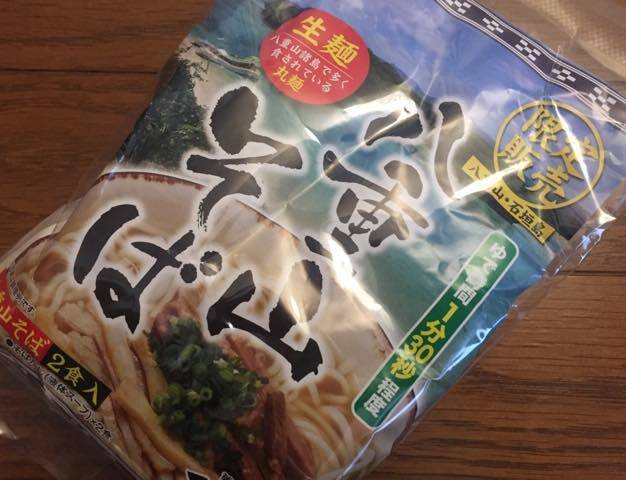 生麺
八重山諸島で多く
食されている
丸麺
限定
販売
八重山・石垣島
八重山
そば
ゆで時間
1分30秒
程度
山そば 2食入